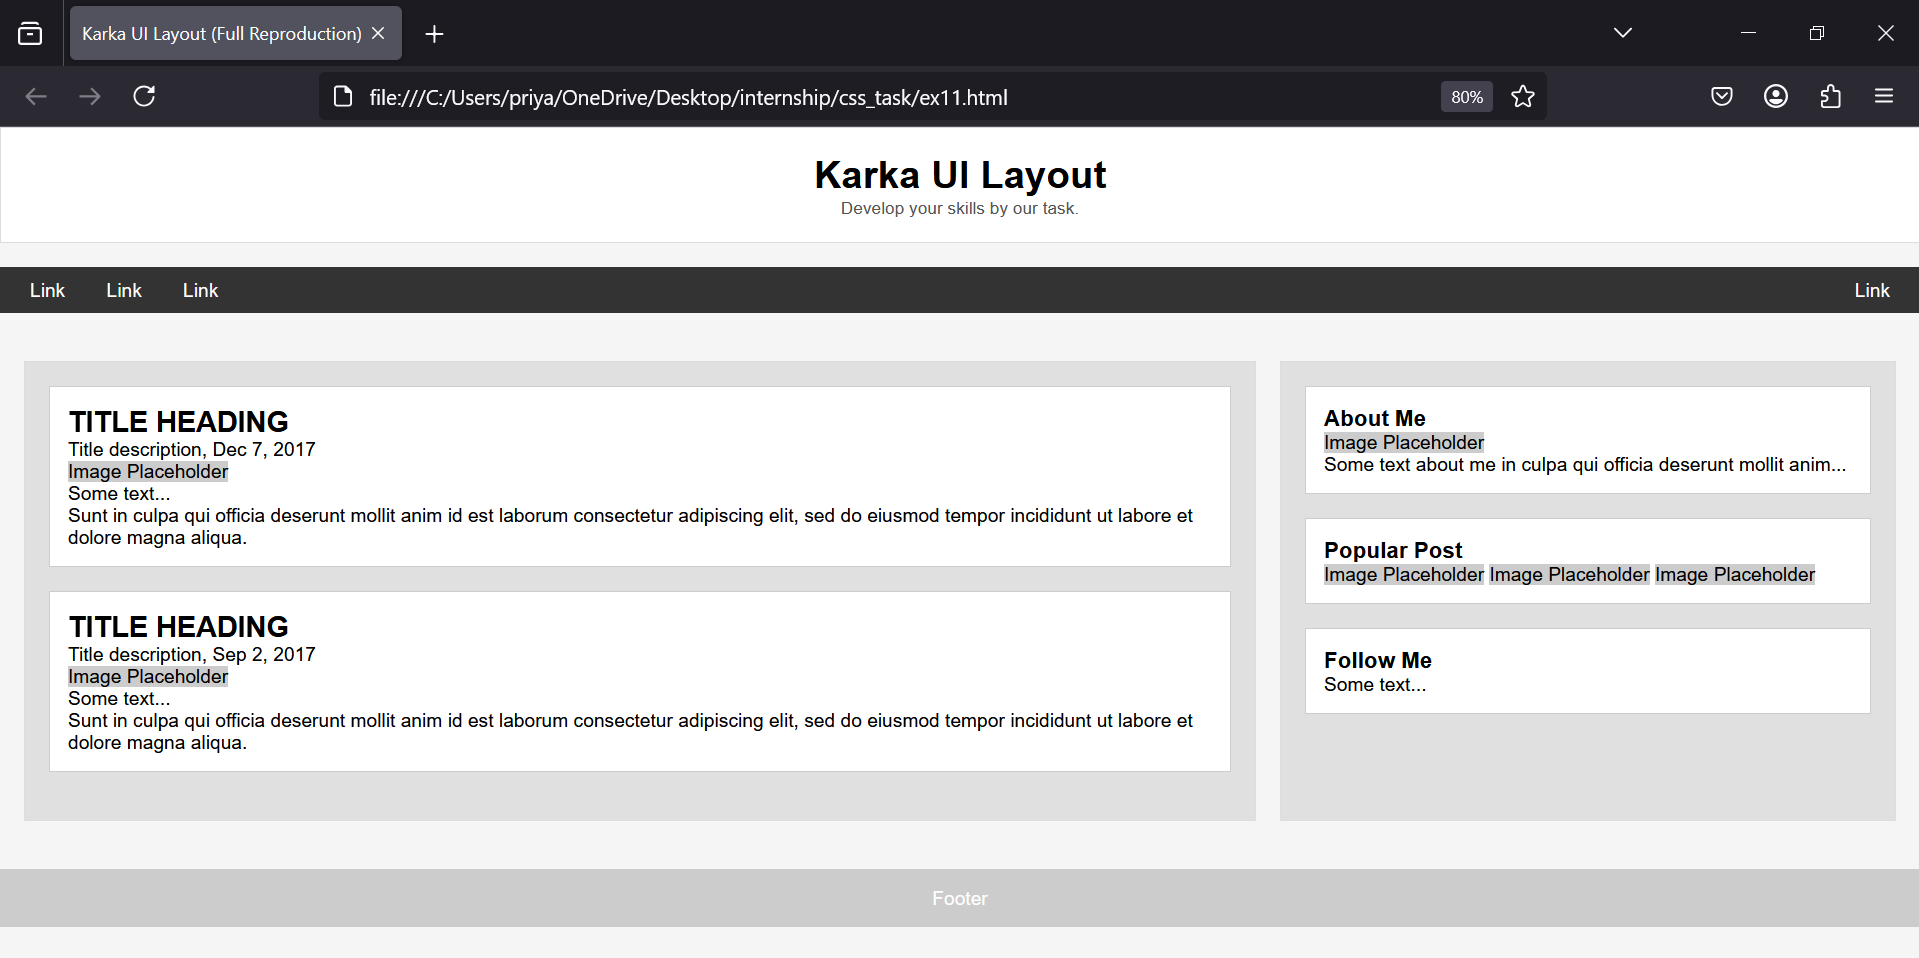 Karka UI Layout (Full Reproduction)
file:///C:/Users/priya/OneDrive/Desktop/internship/css_task/ex11.html
80%
Karka UI Layout
Develop your skills by our task.
Link Link Link Link
TITLE HEADING
Title description, Dec 7, 2017
Image Placeholder
Some text...
Sunt in culpa qui officia deserunt mollit anim id est laborum consectetur adipiscing elit, sed do eiusmod tempor incididunt ut labore et
dolore magna aliqua.
TITLE HEADING
Title description, Sep 2, 2017
Image Placeholder
Some text...
Sunt in culpa qui officia deserunt mollit anim id est laborum consectetur adipiscing elit, sed do eiusmod tempor incididunt ut labore et
dolore magna aliqua.
About Me
Image Placeholder
Some text about me in culpa qui officia deserunt mollit anim...
Popular Post
Image Placeholder Image Placeholder Image Placeholder
Follow Me
Some text...
Footer